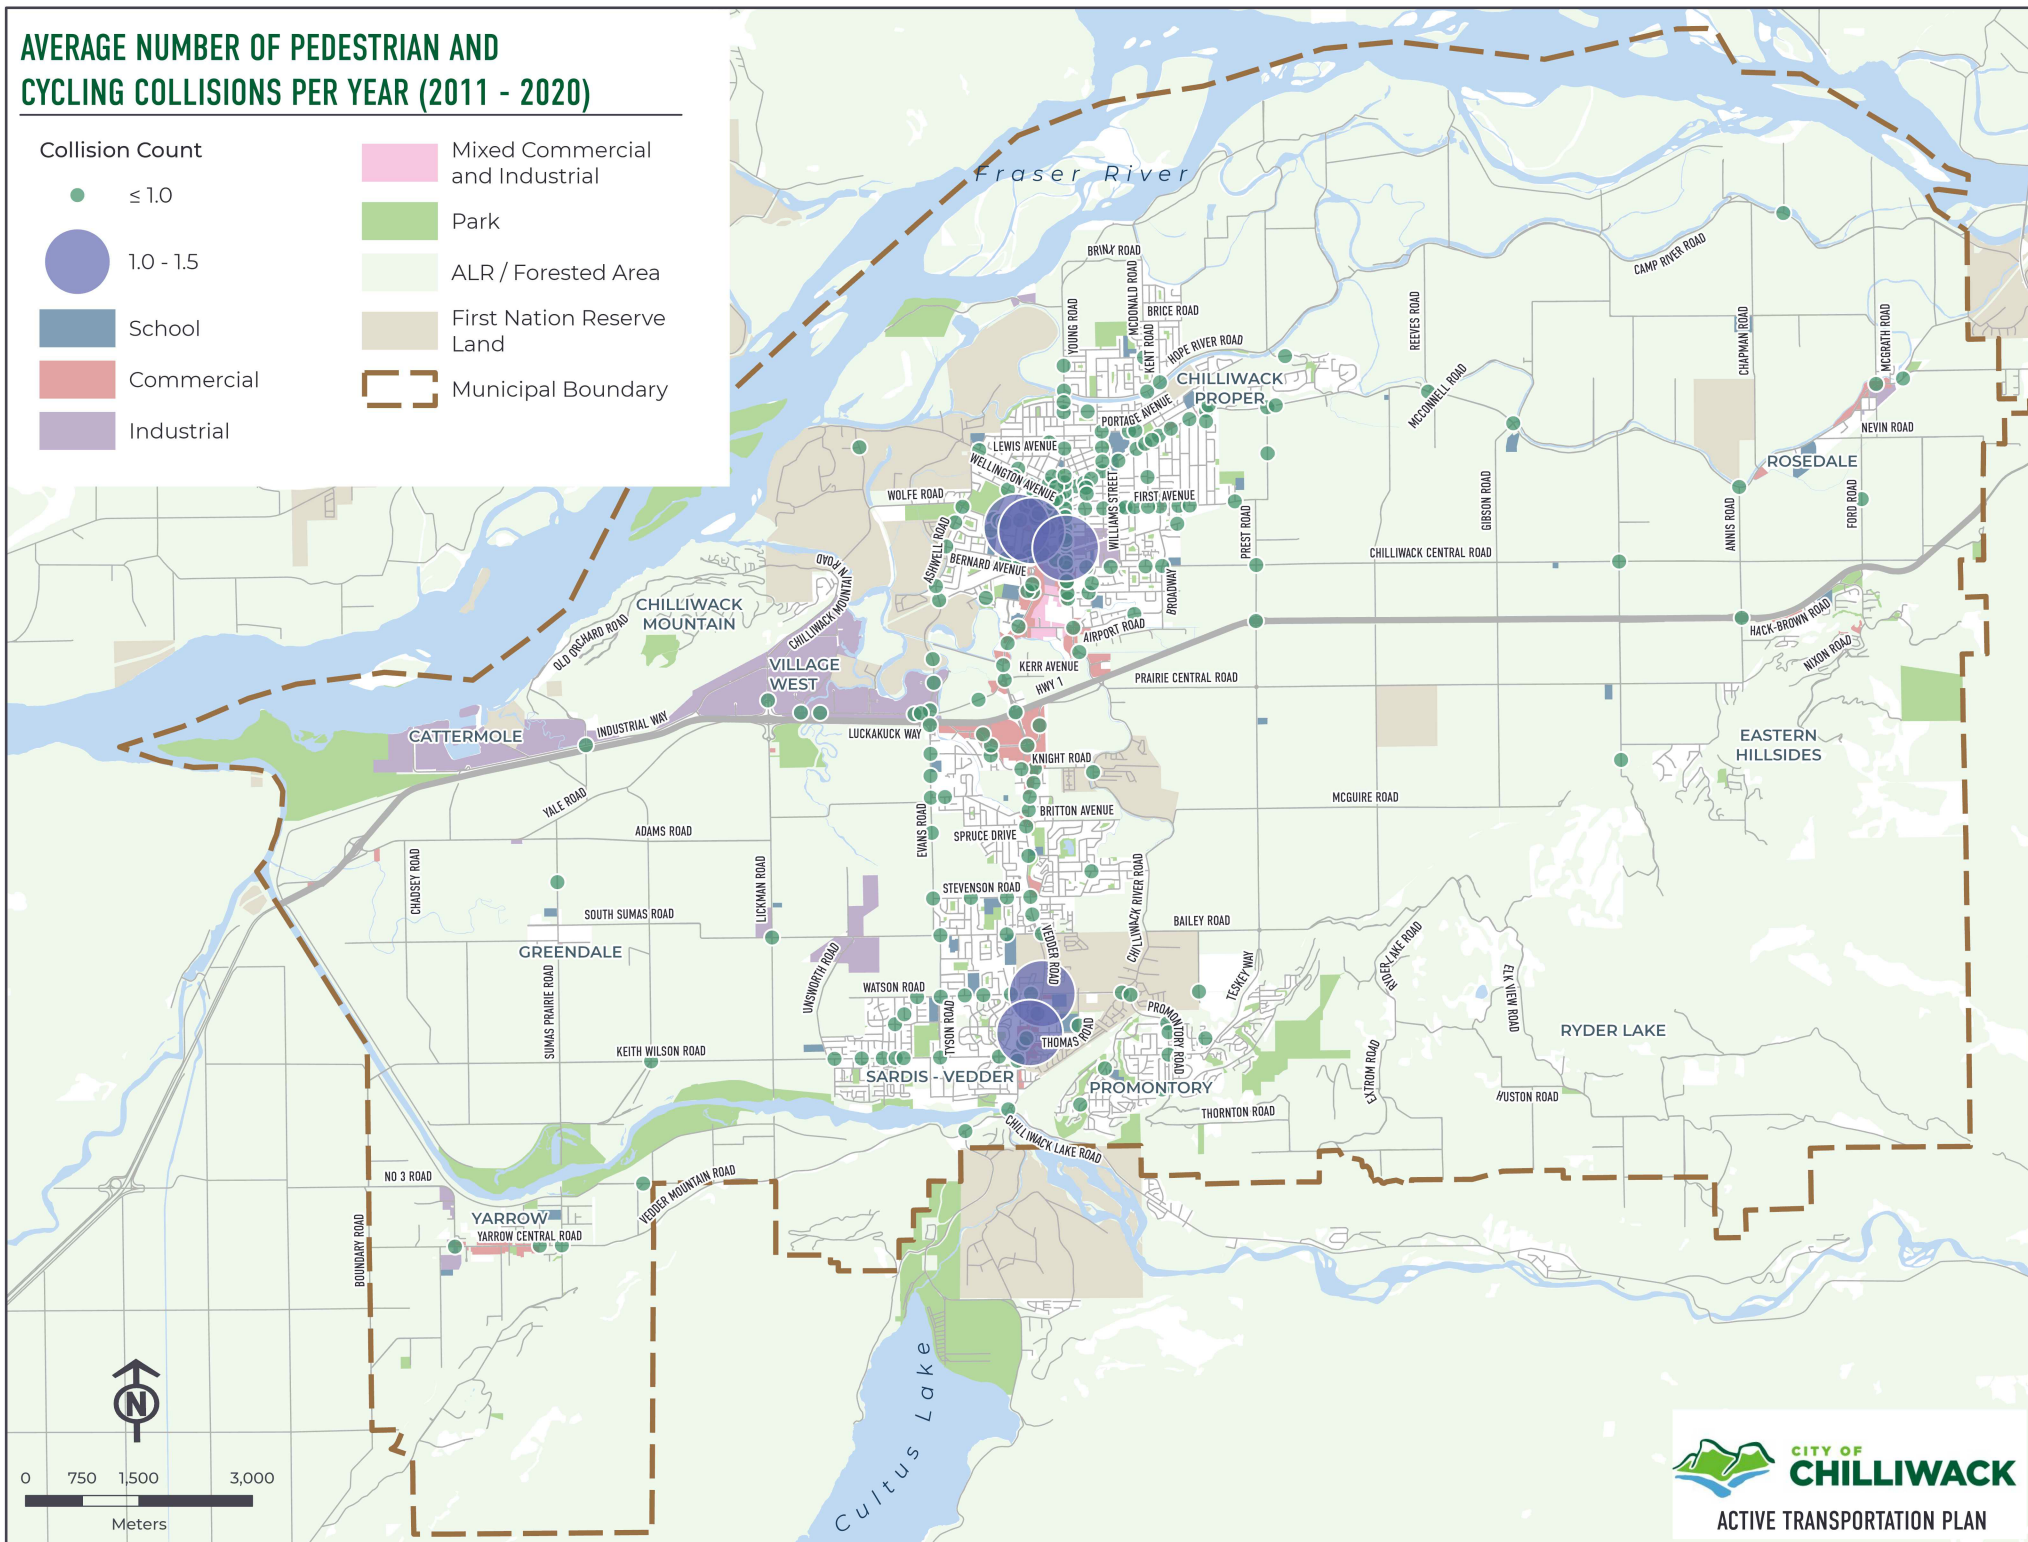 AVERAGE NUMBER OF PEDESTRIAN AND
CYCLING COLLISIONS PER YEAR (2011 - 2020)
Collision Count
≤ 1.0
1.0 - 1.5
School
Commercial
Industrial
Mixed Commercial
and Industrial
Park
ALR / Forested Area
First Nation Reserve
Land
Municipal Boundary
Fraser River
BRINX ROAD
MCDONALD ROAD
YOUNG ROAD
BRICE ROAD
KENT ROAD
HOPE RIVER ROAD
CHILLIWACK
PROPER
PORTAGE AVENUE
LEWIS AVENUE
WELLINGTON AVENUE
WOLFE ROAD
FIRST AVENUE
WILLIAMS STREET
ASHWELL ROAD
BERNARD AVENUE
BROADWAY
PREST ROAD
AIRPORT ROAD
KERR AVENUE
HWY 1
PRAIRIE CENTRAL ROAD
CHILLIWACK CENTRAL ROAD
REEVES ROAD
MCCONNELL ROAD
GIBSON ROAD
CAMP RIVER ROAD
CHAPMAN ROAD
MCGRATH ROAD
NEVIN ROAD
ROSEDALE
FORD ROAD
ANNIS ROAD
HACK-BROWN ROAD
NIXON ROAD
EASTERN
HILLSIDES
CHILLIWACK
MOUNTAIN
OLD ORCHARD ROAD
CHILLIWACK MOUNTAIN ROAD
VILLAGE
WEST
INDUSTRIAL WAY
CATTERMOLE
LUCKAKUCK WAY
KNIGHT ROAD
YALE ROAD
ADAMS ROAD
EVANS ROAD
BRITTON AVENUE
SPRUCE DRIVE
MCGUIRE ROAD
CHADSEY ROAD
LICKMAN ROAD
STEVENSON ROAD
CHILLIWACK RIVER ROAD
SOUTH SUMAS ROAD
BAILEY ROAD
GREENDALE
SUMAS PRAIRIE ROAD
UNSWORTH ROAD
VEDDER ROAD
WATSON ROAD
TESKEY WAY
RYDER LAKE ROAD
ELK VIEW ROAD
RYDER LAKE
TYSON ROAD
THOMAS ROAD
PROMONTORY ROAD
KEITH WILSON ROAD
SARDIS - VEDDER
PROMONTORY
EXTROM ROAD
HUSTON ROAD
THORNTON ROAD
CHILLIWACK LAKE ROAD
NO 3 ROAD
VEDDER MOUNTAIN ROAD
YARROW
YARROW CENTRAL ROAD
BOUNDARY ROAD
Cultus Lake
N
0 750 1,500 3,000
Meters
CITY OF
CHILLIWACK
ACTIVE TRANSPORTATION PLAN